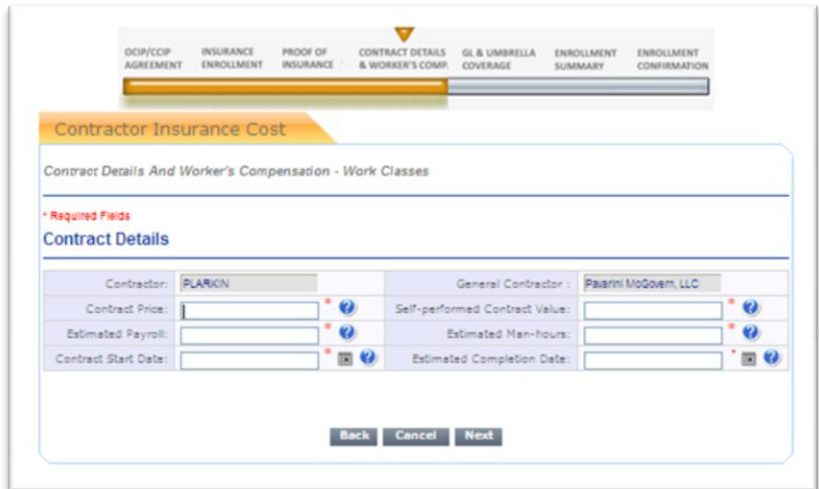 OCIP/CCIP AGREEMENT
INSURANCE ENROLLMENT
PROOF OF INSURANCE
CONTRACT DETAILS & WORKER'S COMP.
GL & UMBRELLA COVERAGE
ENROLLMENT SUMMARY
ENROLLMENT CONFIRMATION
Contractor Insurance Cost
Contract Details And Worker's Compensation - Work Classes
* Required Fields
Contract Details
Contractor: PLARKIN General Contractor : Pavarini McGovern, LLC
Contract Price: * ? Self-performed Contract Value: * ?
Estimated Payroll: * ? Estimated Man-hours: * ?
Contract Start Date: * ? Estimated Completion Date: * ?
Back Cancel Next